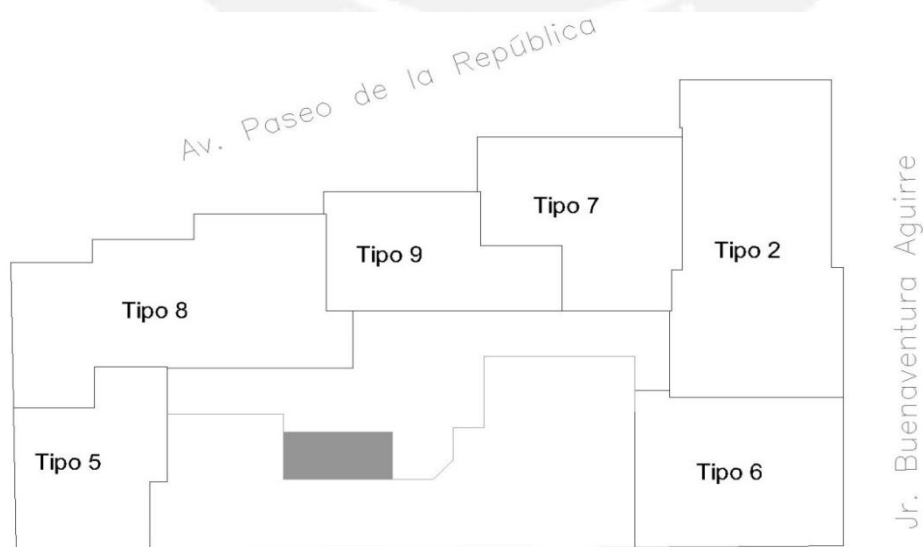 Av. Paseo de la República
Tipo 7
Tipo 2
Tipo 9
Tipo 8
Tipo 5
Tipo 6
Jr. Buenaventura Aguirre